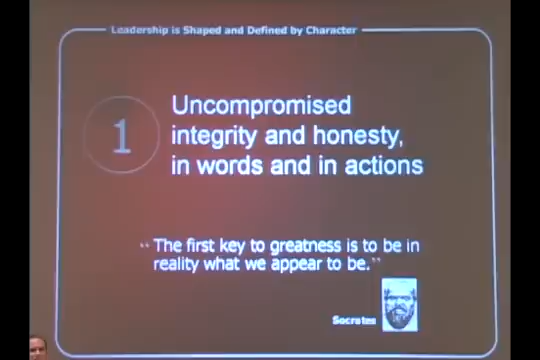 Leadership is Shaped and Defined by Character
1
Uncompromised
integrity and honesty,
in words and in actions
“ The first key to greatness is to be in
reality what we appear to be.”
Socrates